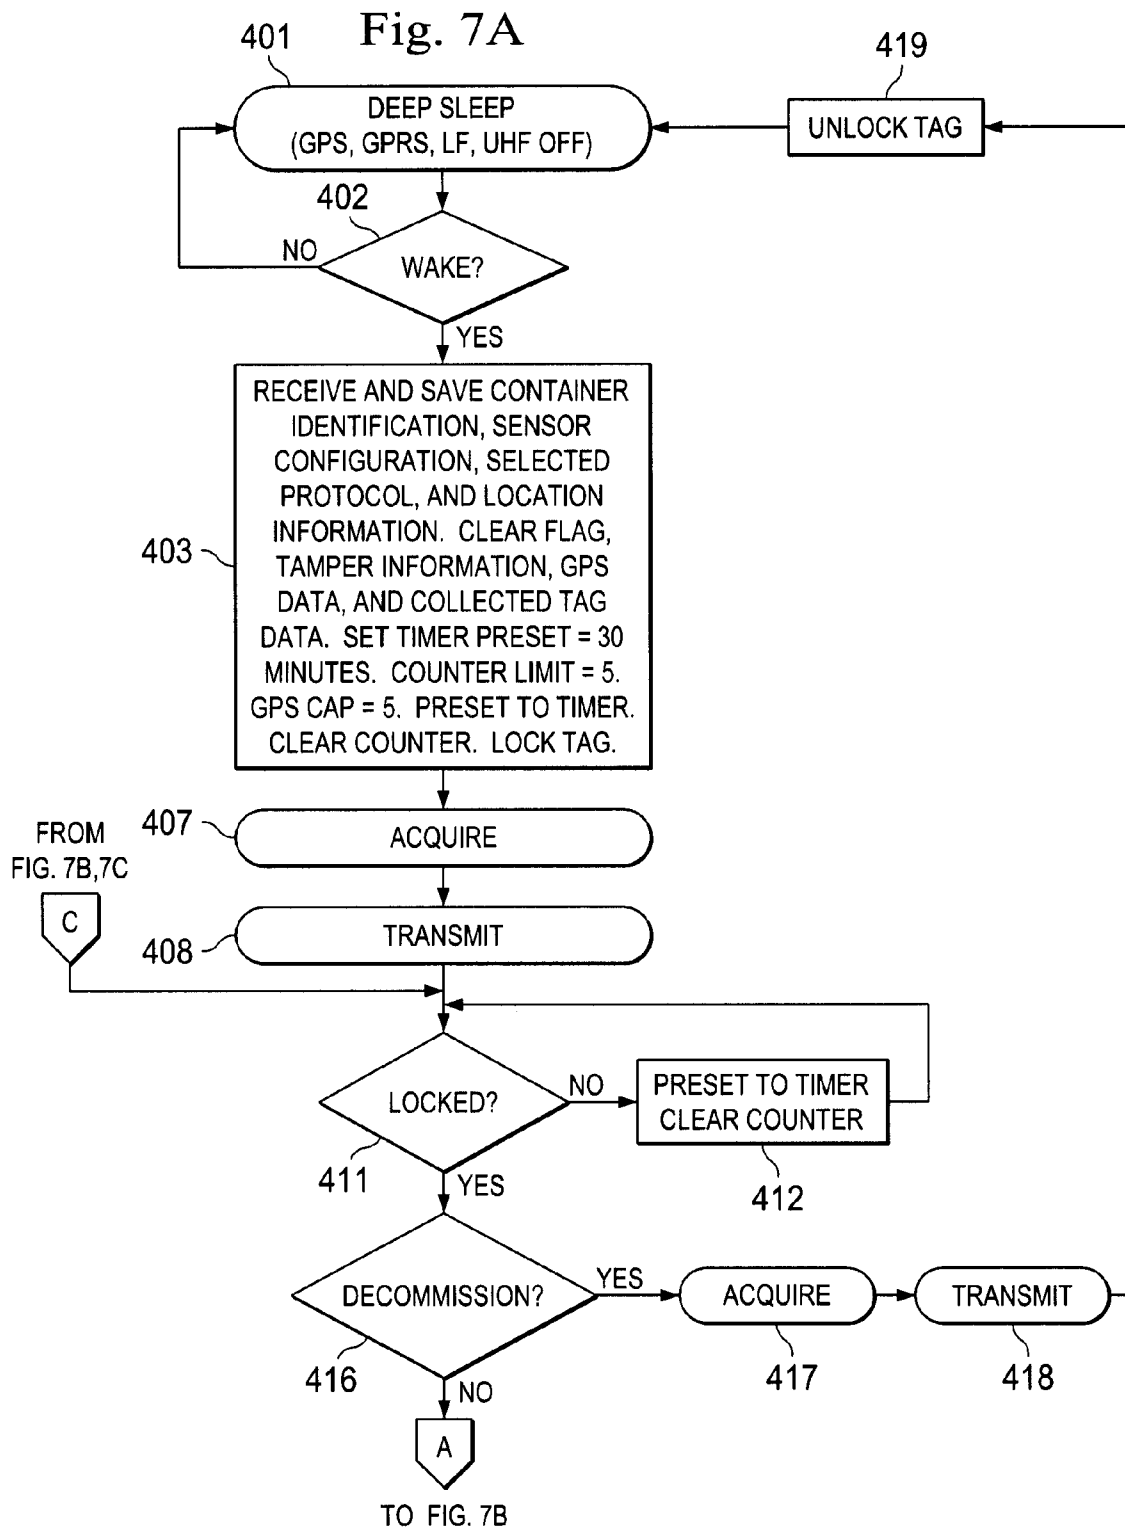 Fig. 7A
401
419
DEEP SLEEP
(GPS, GPRS, LF, UHF OFF)
UNLOCK TAG
402
NO
WAKE?
YES
RECEIVE AND SAVE CONTAINER
IDENTIFICATION, SENSOR
CONFIGURATION, SELECTED
PROTOCOL, AND LOCATION
INFORMATION. CLEAR FLAG,
TAMPER INFORMATION, GPS
DATA, AND COLLECTED TAG
DATA. SET TIMER PRESET = 30
MINUTES. COUNTER LIMIT = 5.
GPS CAP = 5. PRESET TO TIMER.
CLEAR COUNTER. LOCK TAG.
403
407
ACQUIRE
FROM
FIG. 7B,7C
C
408
TRANSMIT
LOCKED?
NO
PRESET TO TIMER
CLEAR COUNTER
411
YES
412
DECOMMISSION?
YES
ACQUIRE
TRANSMIT
416
417
418
NO
A
TO FIG. 7B